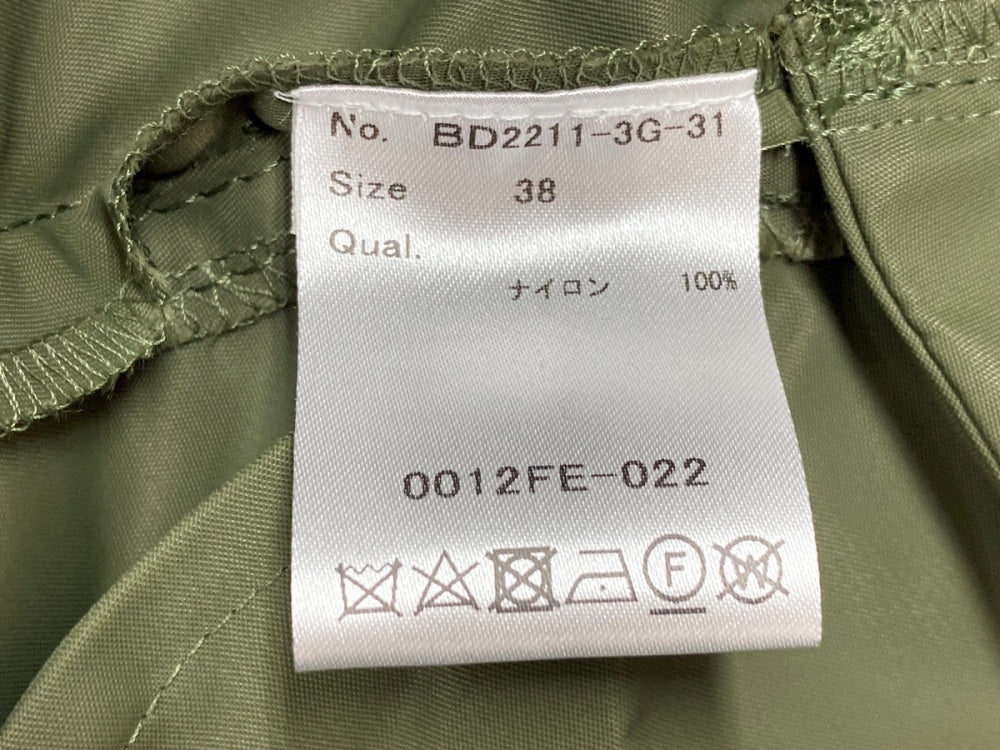 No. BD2211-3G-31
Size 38
Qual.
ナイロン 100%
0012FE-022
F W